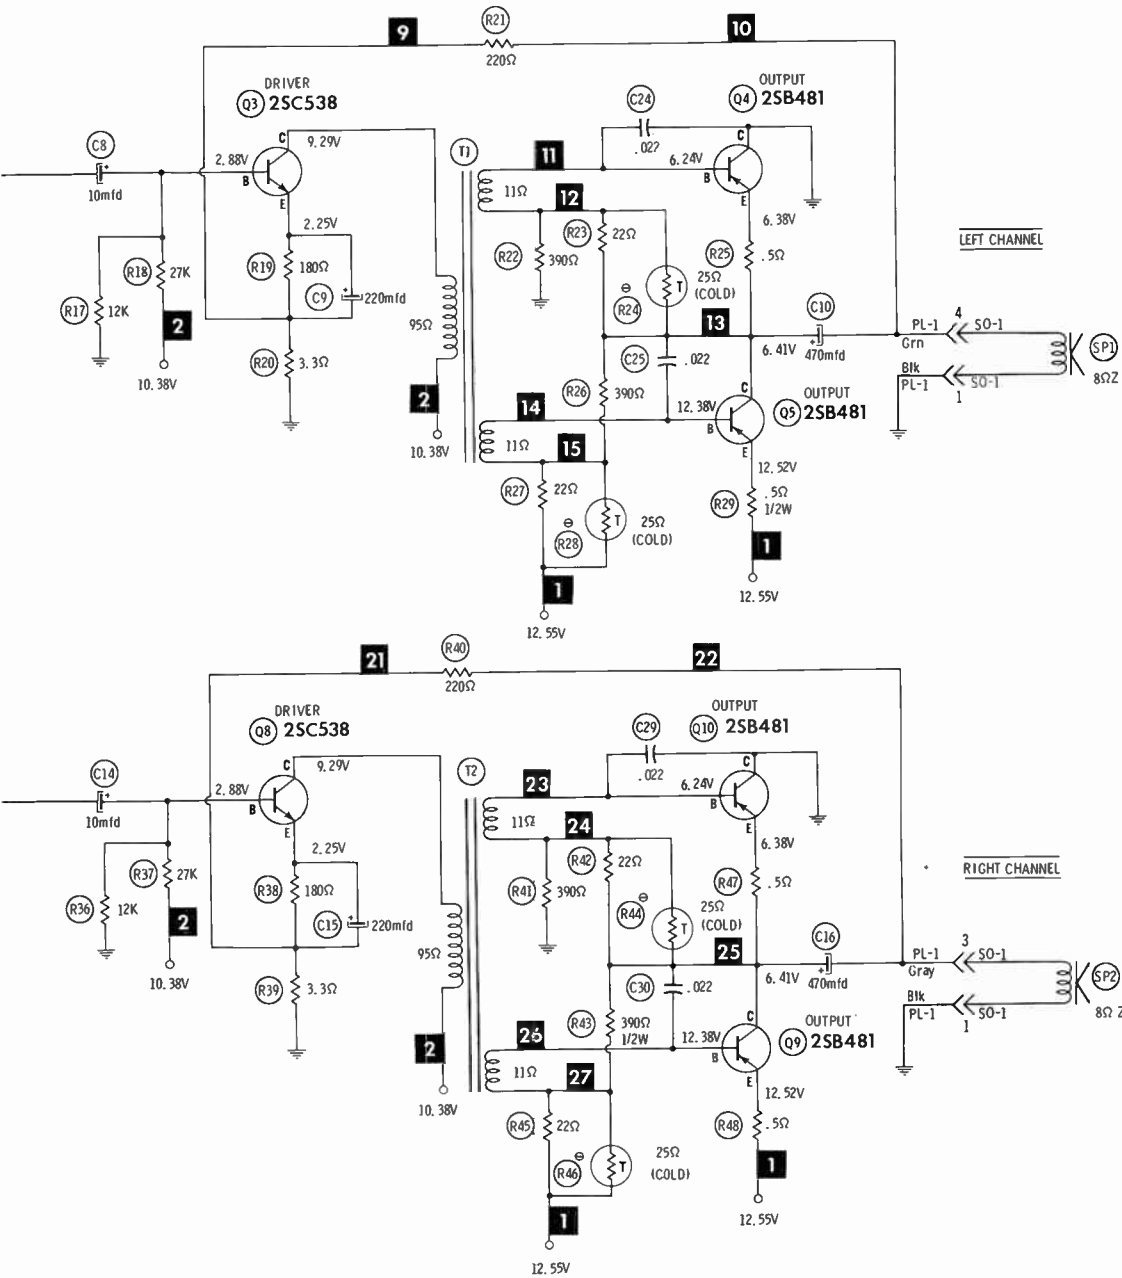 R21
9
10
220Ω
DRIVER
Q3 2SC538
OUTPUT
Q4 2SB481
C24
.022
C
9.29V
C
C8
2.88V
B
10mfd
T1
11
6.24V
B
11Ω
12
E
E
2.25V
6.38V
R23
22Ω
LEFT CHANNEL
R18
27K
R19
180Ω
R22
390Ω
R25
.5Ω
25Ω
(COLD)
T
R24
⊖
C9
220mfd
R17
12K
2
95Ω
13
C10
4
PL-1
SO-1
Grn
10.38V
R20
3.3Ω
C25
.022
6.41V
470mfd
SP1
8ΩZ
Blk
PL-1
SO-1
1
2
R26
390Ω
C
OUTPUT
Q5 2SB481
14
12.38V
B
10.38V
11Ω
15
E
12.52V
R27
22Ω
R29
.5Ω
1/2W
T
25Ω
(COLD)
⊖
R28
1
1
12.55V
12.55V
R40
21
22
220Ω
DRIVER
Q8 2SC538
OUTPUT
Q10 2SB481
C29
.022
C
9.29V
C
C14
2.88V
B
10mfd
T2
23
6.24V
B
11Ω
24
E
E
2.25V
6.38V
R42
22Ω
RIGHT CHANNEL
R37
27K
R38
180Ω
R41
390Ω
R47
.5Ω
25Ω
(COLD)
T
R44
⊖
C15
220mfd
R36
12K
2
95Ω
25
C16
3
PL-1
SO-1
Gray
10.38V
R39
3.3Ω
C30
.022
6.41V
470mfd
SP2
8ΩZ
Blk
PL-1
SO-1
1
2
R43
390Ω
1/2W
C
OUTPUT
Q9 2SB481
26
12.38V
B
11Ω
27
E
12.52V
10.38V
R45
22Ω
R48
.5Ω
T
25Ω
(COLD)
⊖
R46
1
1
12.55V
12.55V